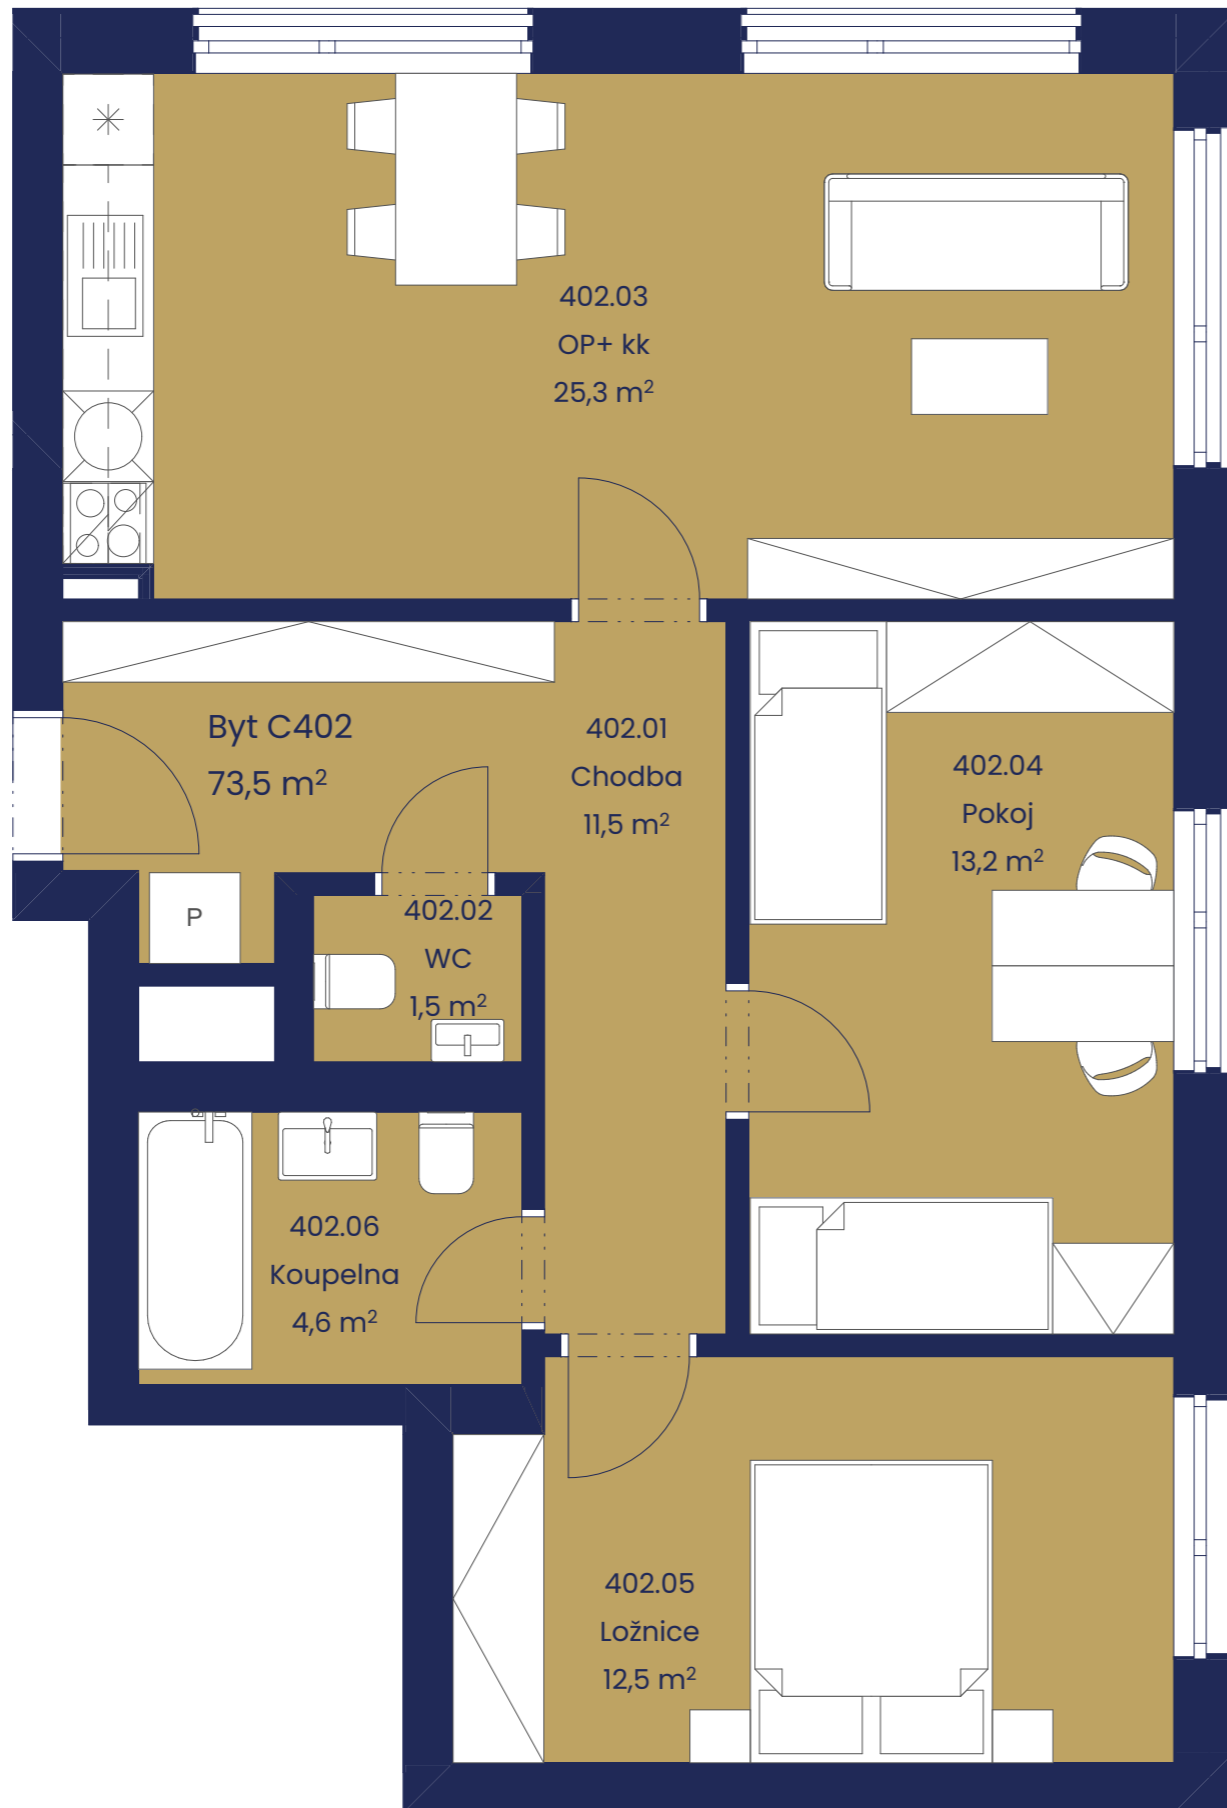 402.03
OP+ kk
25,3 m²
Byt C402
73,5 m²
402.01
Chodba
11,5 m²
402.04
Pokoj
13,2 m²
P
402.02
WC
1,5 m²
402.06
Koupelna
4,6 m²
402.05
Ložnice
12,5 m²